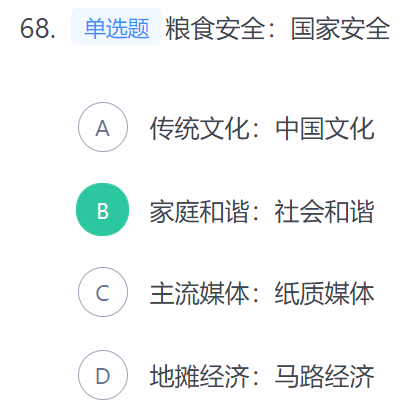 68. 单选题 粮食安全：国家安全
A 传统文化：中国文化
B 家庭和谐：社会和谐
C 主流媒体：纸质媒体
D 地摊经济：马路经济